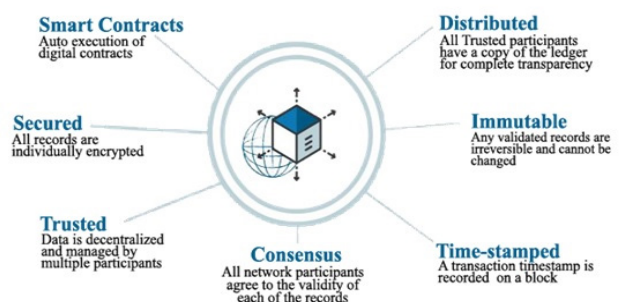 Smart Contracts
Auto execution of
digital contracts
Distributed
All Trusted participants
have a copy of the ledger
for complete transparency
Secured
All records are
individually encrypted
Immutable
Any validated records are
irreversible and cannot be
changed
Trusted
Data is decentralized
and managed by
multiple participants
Consensus
All network participants
agree to the validity of
each of the records
Time-stamped
A transaction timestamp is
recorded on a block